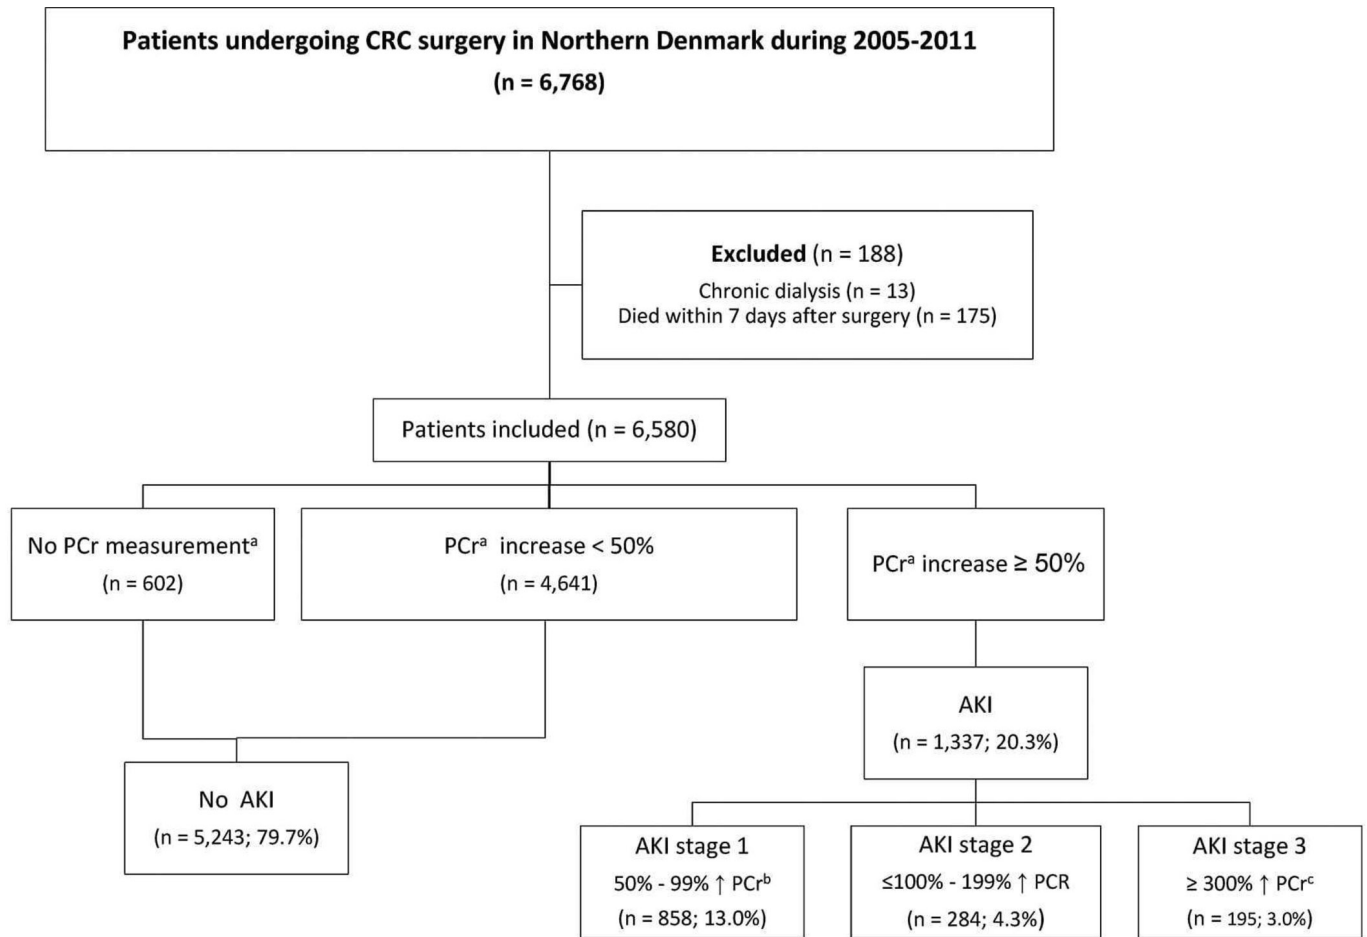 Patients undergoing CRC surgery in Northern Denmark during 2005-2011
(n = 6,768)
Excluded (n = 188)
Chronic dialysis (n = 13)
Died within 7 days after surgery (n = 175)
Patients included (n = 6,580)
No PCr measurementᵃ
(n = 602)
PCrᵃ increase < 50%
(n = 4,641)
PCrᵃ increase ≥ 50%
AKI
(n = 1,337; 20.3%)
No AKI
(n = 5,243; 79.7%)
AKI stage 1
50% - 99% ↑ PCrᵇ
(n = 858; 13.0%)
AKI stage 2
≤100% - 199% ↑ PCR
(n = 284; 4.3%)
AKI stage 3
≥ 300% ↑ PCrᶜ
(n = 195; 3.0%)